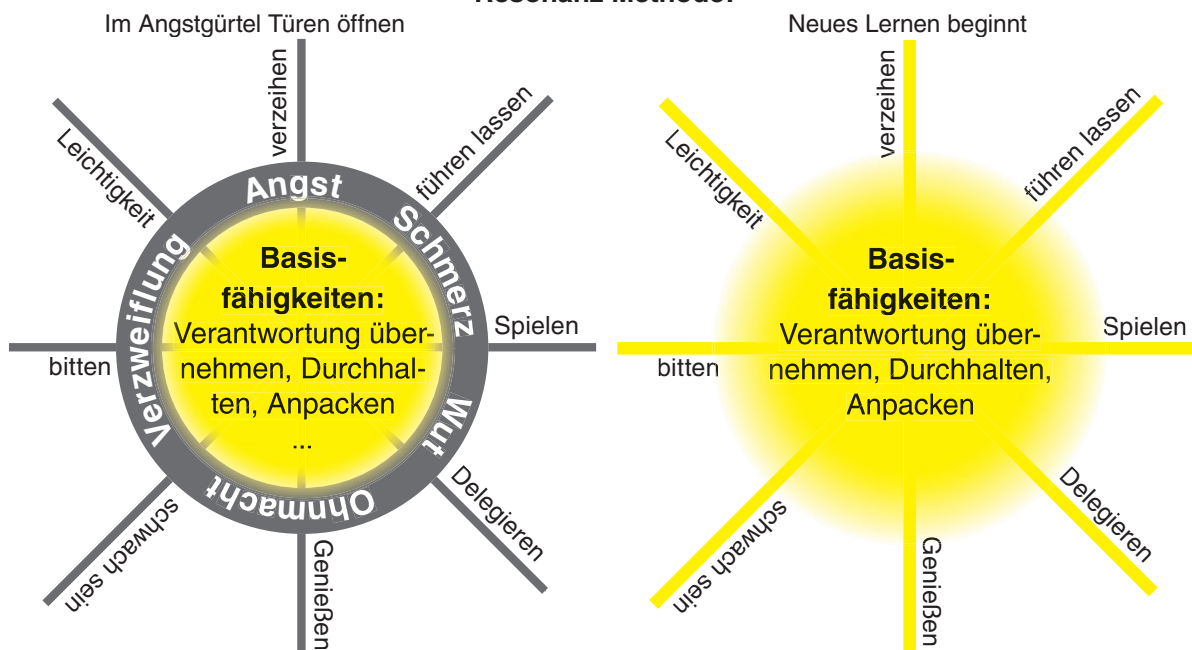 Resonanz-Methode:
Im Angstgürtel Türen öffnen
verzeihen
führen lassen
Leichtigkeit
Angst
Schmerz
Wut
Ohnmacht
Verzweiflung
Basis-
fähigkeiten:
Verantwortung über-
nehmen, Durchhal-
ten, Anpacken
...
Spielen
bitten
Delegieren
schwach sein
Genießen
Neues Lernen beginnt
verzeihen
führen lassen
Leichtigkeit
Basis-
fähigkeiten:
Verantwortung über-
nehmen, Durchhalten,
Anpacken
Spielen
bitten
Delegieren
schwach sein
Genießen